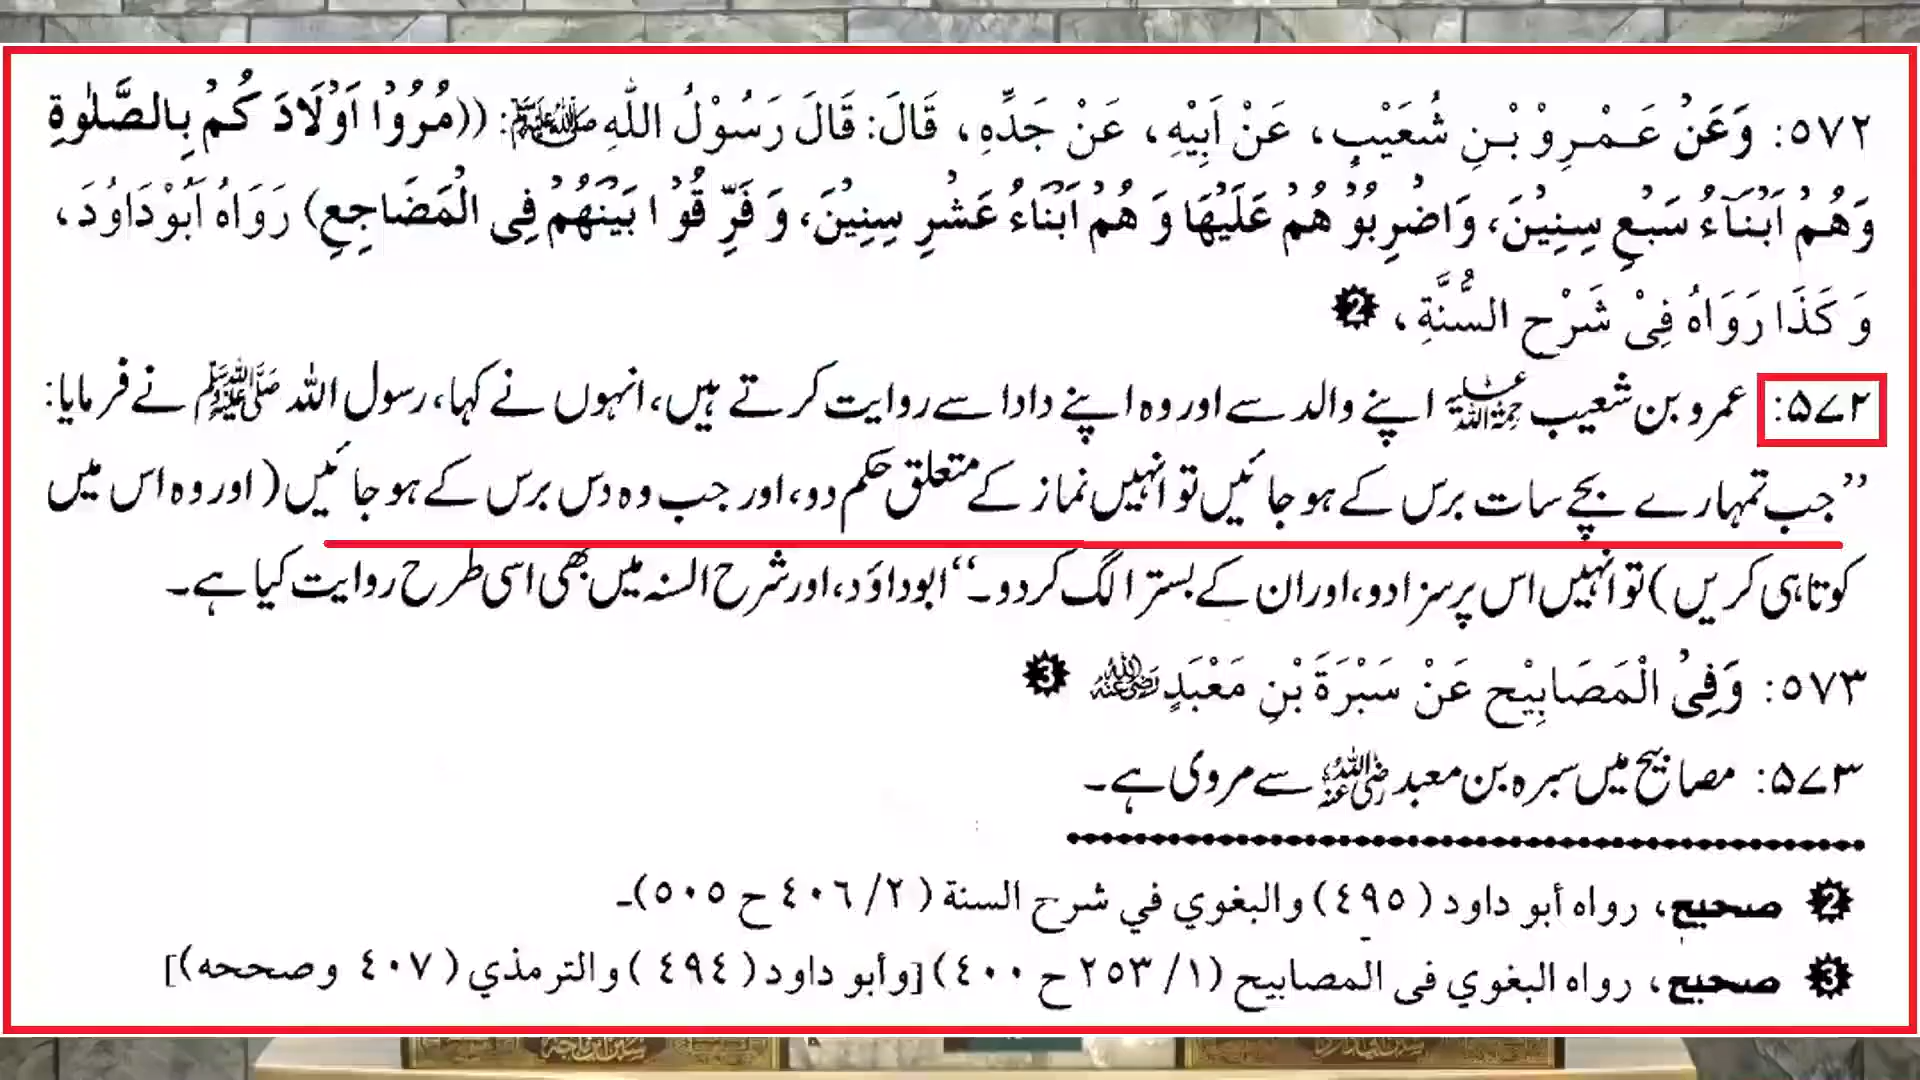 ٥٧٢: وَعَنْ عَمْرِوْ بْنِ شُعَيْبٍ، عَنْ اَبِيْهِ، عَنْ جَدِّهِ، قَالَ: قَالَ رَسُوْلُ اللّٰهِ ﷺ: ((مُرُوْا اَوْلَادَ كُمْ بِالصَّلٰوةِ
وَهُمْ اَبْنَآءُ سَبْعِ سِنِيْنَ، وَاضْرِبُوْ هُمْ عَلَيْهَا وَ هُمْ اَبْنَاءُ عَشْرِ سِنِيْنَ، وَ فَرِّ قُوْا بَيْنَهُمْ فِى الْمَضَاجِعِ) رَوَاهُ اَبُوْدَاوُدَ،
وَ كَذَا رَوَاهُ فِىْ شَرْحِ السُّنَّةِ، 2
۵۷۲: عمرو بن شعیب رحمۃ اللہ علیہ اپنے والد سے اور وہ اپنے دادا سے روایت کرتے ہیں، انہوں نے کہا، رسول اللہ ﷺ نے فرمایا:
’’جب تمہارے بچے سات برس کے ہو جائیں تو انہیں نماز کے متعلق حکم دو، اور جب وہ دس برس کے ہو جائیں (اور وہ اس میں
کوتاہی کریں) تو انہیں اس پر سزا دو، اور ان کے بستر الگ کر دو۔‘‘ ابوداؤد، اور شرح السنہ میں بھی اسی طرح روایت کیا ہے۔
٥٧٣: وَفِىْ الْمَصَابِيْحِ عَنْ سَبْرَةَ بْنِ مَعْبَدٍ رضی اللہ عنہ 3
۵۷۳: مصابیح میں سبرہ بن معبد رضی اللہ عنہ سے مروی ہے۔
2 صحيح، رواه أبو داود (٤٩٥) والبغوي في شرح السنة (٢/ ٤٠٦ ح ٥٠٥)۔
3 صحيح، رواه البغوي فى المصابيح (١/ ٢٥٣ ح ٤٠٠) [وأبو داود (٤٩٤) والترمذي (٤٠٧ وصححه)]